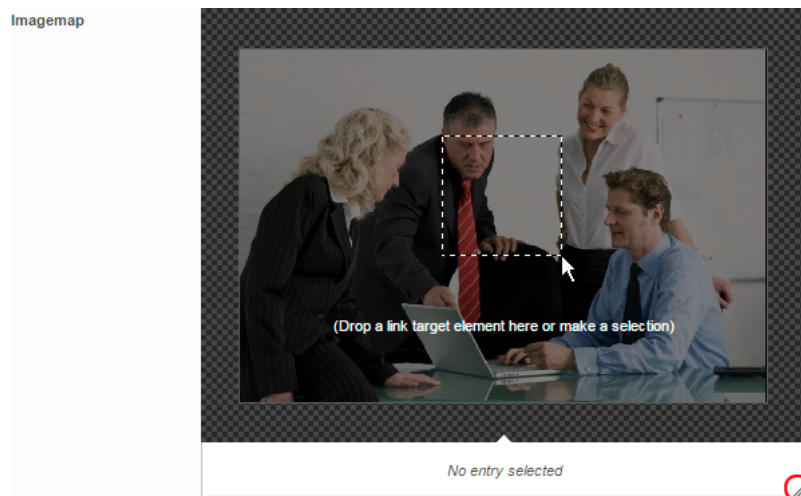 Imagemap
(Drop a link target element here or make a selection)
No entry selected